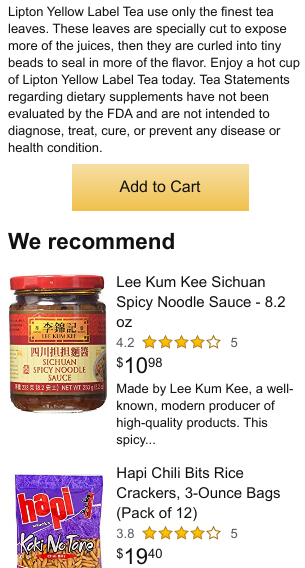 Lipton Yellow Label Tea use only the finest tea
leaves. These leaves are specially cut to expose
more of the juices, then they are curled into tiny
beads to seal in more of the flavor. Enjoy a hot cup
of Lipton Yellow Label Tea today. Tea Statements
regarding dietary supplements have not been
evaluated by the FDA and are not intended to
diagnose, treat, cure, or prevent any disease or
health condition.
Add to Cart
We recommend
李錦記
LEE KUM KEE
四川担担麵醬
SICHUAN
SPICY NOODLE
SAUCE
Lee Kum Kee Sichuan
Spicy Noodle Sauce - 8.2
oz
4.2 5
$1098
Made by Lee Kum Kee, a well-
known, modern producer of
high-quality products. This
spicy...
hapi
Kaki No Tane
Hapi Chili Bits Rice
Crackers, 3-Ounce Bags
(Pack of 12)
3.8 5
$1940